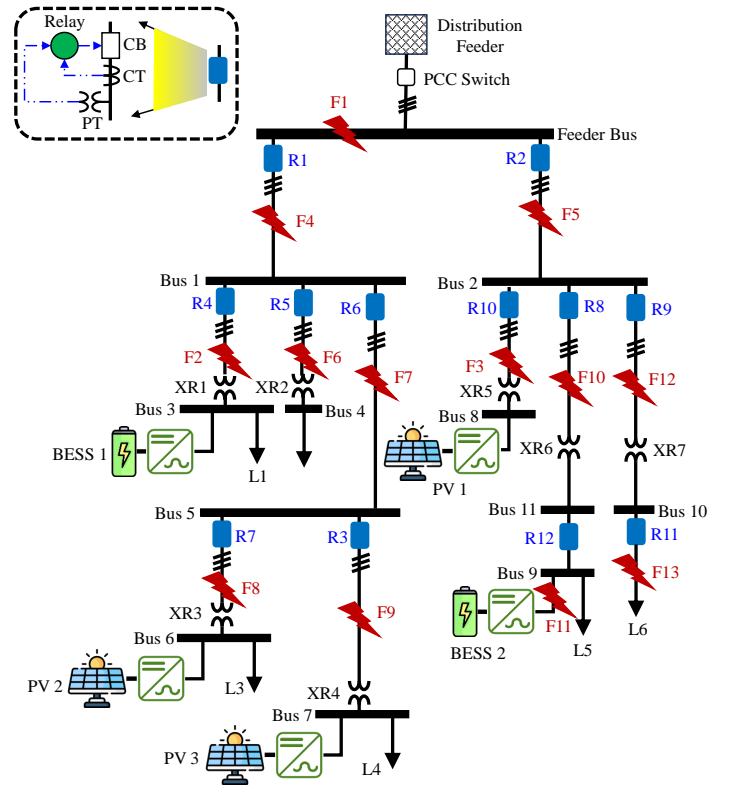 Relay
CB
CT
PT
Distribution
Feeder
PCC Switch
F1
Feeder Bus
R1
R2
F4
F5
Bus 1
Bus 2
R4
R5
R6
R10
R8
R9
F2
F6
F7
F3
F10
F12
XR1
XR2
XR5
Bus 3
Bus 4
Bus 8
BESS 1
L1
PV 1
XR6
XR7
Bus 5
Bus 11
Bus 10
R7
R3
R12
R11
F8
F9
Bus 9
F13
XR3
F11
Bus 6
L5
L6
BESS 2
PV 2
L3
XR4
Bus 7
PV 3
L4